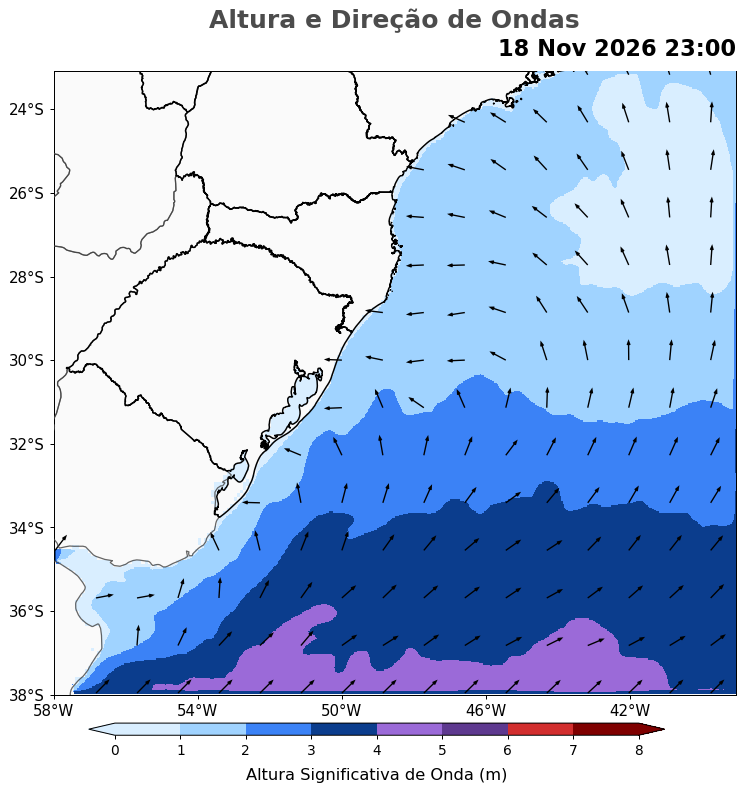 Altura e Direção de Ondas
18 Nov 2026 23:00
24°S
26°S
28°S
30°S
32°S
34°S
36°S
38°S
58°W 54°W 50°W 46°W 42°W
0 1 2 3 4 5 6 7 8
Altura Significativa de Onda (m)